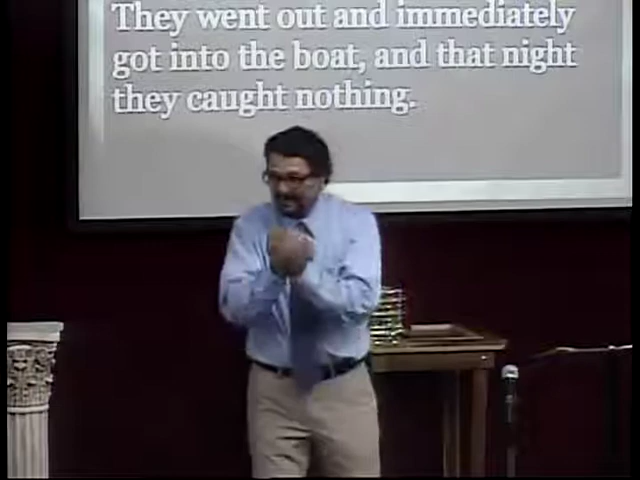 They went out and immediately
got into the boat, and that night
they caught nothing.